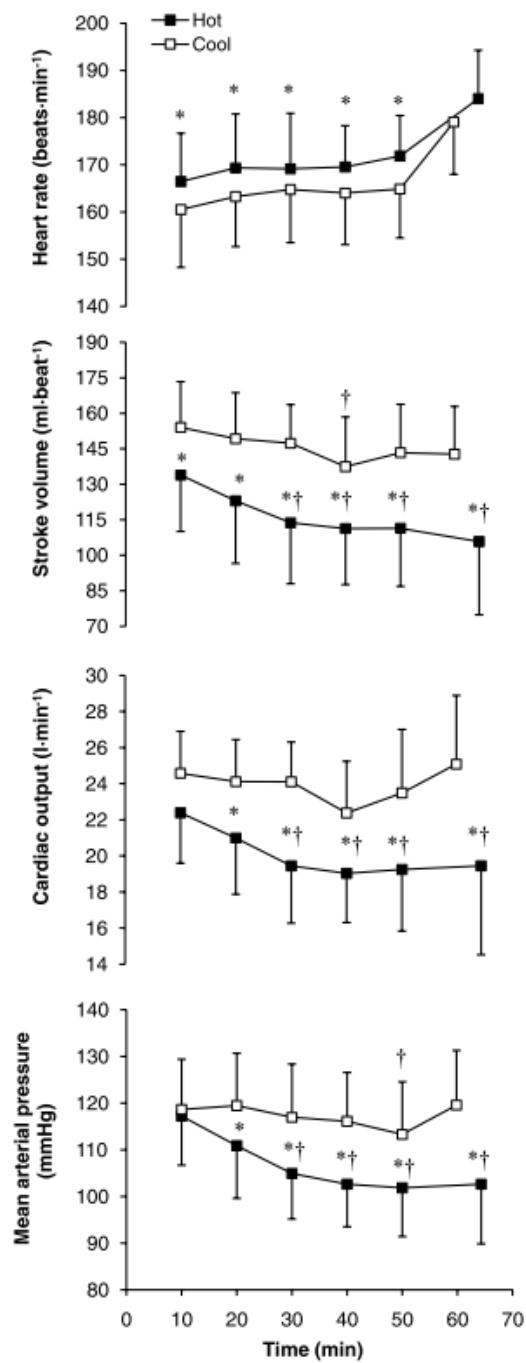 Hot
Cool
Heart rate (beats·min⁻¹)
200
190
180
170
160
150
140
* * * * *
Stroke volume (ml·beat⁻¹)
190
175
160
145
130
115
100
85
70
†
* * *† *† *† *†
Cardiac output (l·min⁻¹)
30
28
26
24
22
20
18
16
14
* *† *† *† *†
Mean arterial pressure
(mmHg)
140
130
120
110
100
90
80
†
* *† *† *† *†
0 10 20 30 40 50 60 70
Time (min)